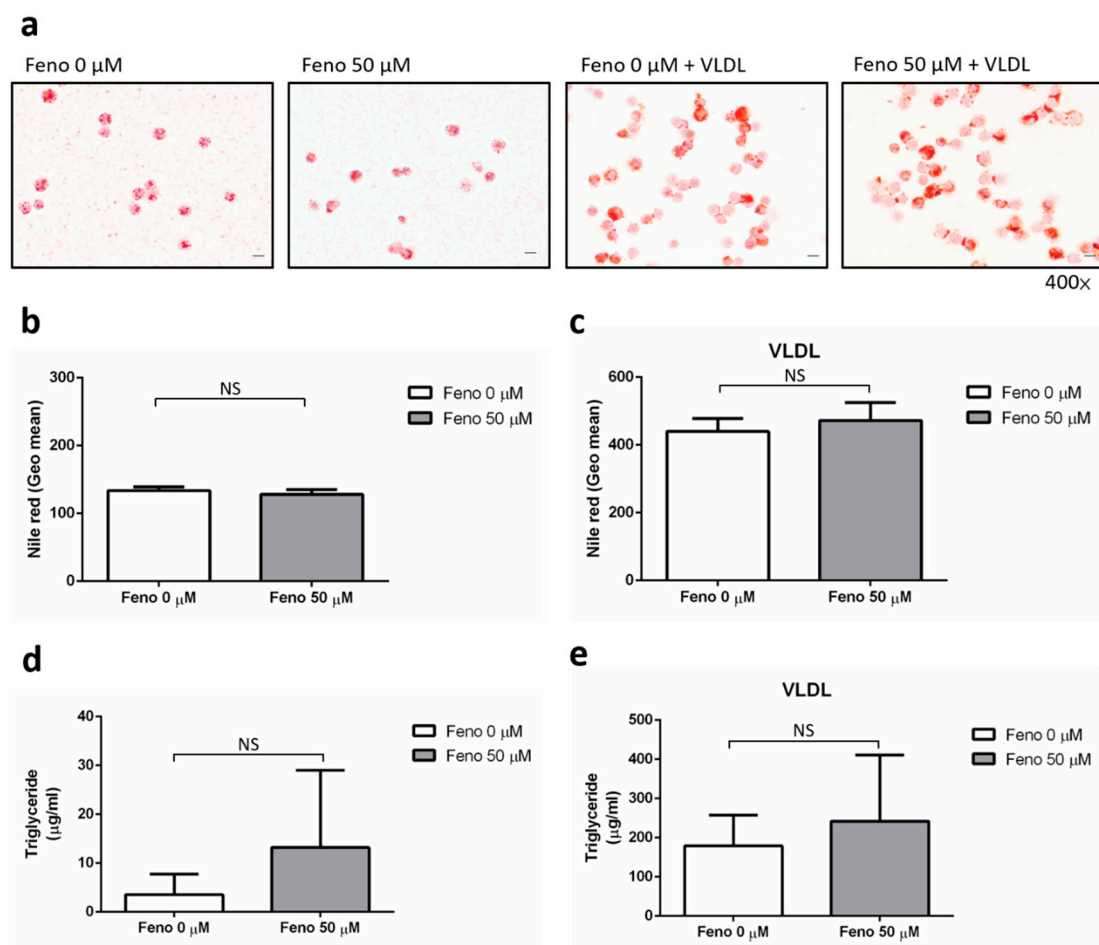 a
Feno 0 μM
Feno 50 μM
Feno 0 μM + VLDL
Feno 50 μM + VLDL
400×
b
Nile red (Geo mean)
300
200
100
0
NS
Feno 0 μM
Feno 50 μM
Feno 0 μM
Feno 50 μM
c
VLDL
Nile red (Geo mean)
600
400
200
0
NS
Feno 0 μM
Feno 50 μM
Feno 0 μM
Feno 50 μM
d
Triglyceride
(μg/ml)
40
30
20
10
0
NS
Feno 0 μM
Feno 50 μM
Feno 0 μM
Feno 50 μM
e
VLDL
Triglyceride
(μg/ml)
500
400
300
200
100
0
NS
Feno 0 μM
Feno 50 μM
Feno 0 μM
Feno 50 μM